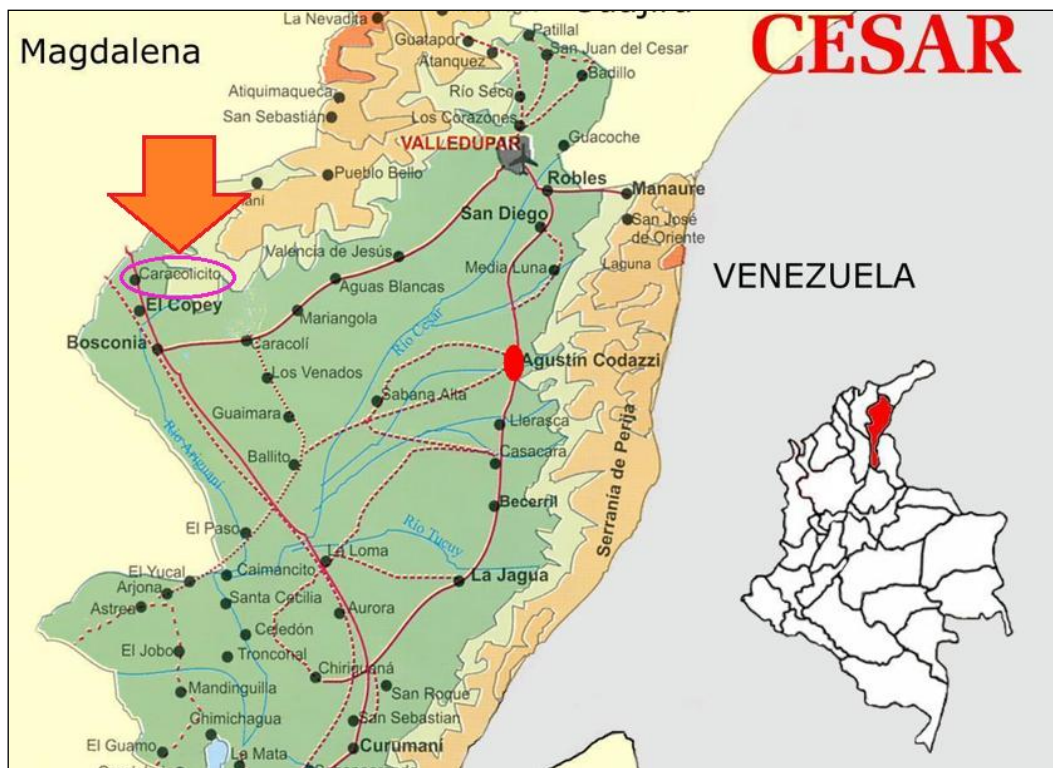 La Nevadita
Patillal
Guatapor
San Juan del Cesar
Atanquez
Badillo
CESAR
Magdalena
Río Seco
Atiquimaqueca
San Sebastián
Los Corazones
Guacoche
VALLEDUPAR
Pueblo Bello
Robles
Manaure
San Diego
San José
de Oriente
Valencia de Jesús
Laguna
Media Luna
VENEZUELA
Caracolicito
Aguas Blancas
El Copey
Mariangola
Río Cesar
Bosconia
Caracolí
Agustín Codazzi
Los Venados
Sabana Alta
Guaimara
Llerasca
Río Ariguaní
Ballito
Casacará
Serranía de Perija
Becerril
El Paso
Río Tucuy
La Loma
El Yucal
Caimancito
La Jagua
Arjona
Astrea
Santa Cecilia
Aurora
Celedón
El Jobo
Tronconal
Chiriguaná
Mandinguilla
San Roque
Chimichagua
San Sebastian
El Guamo
La Mata
Curumaní